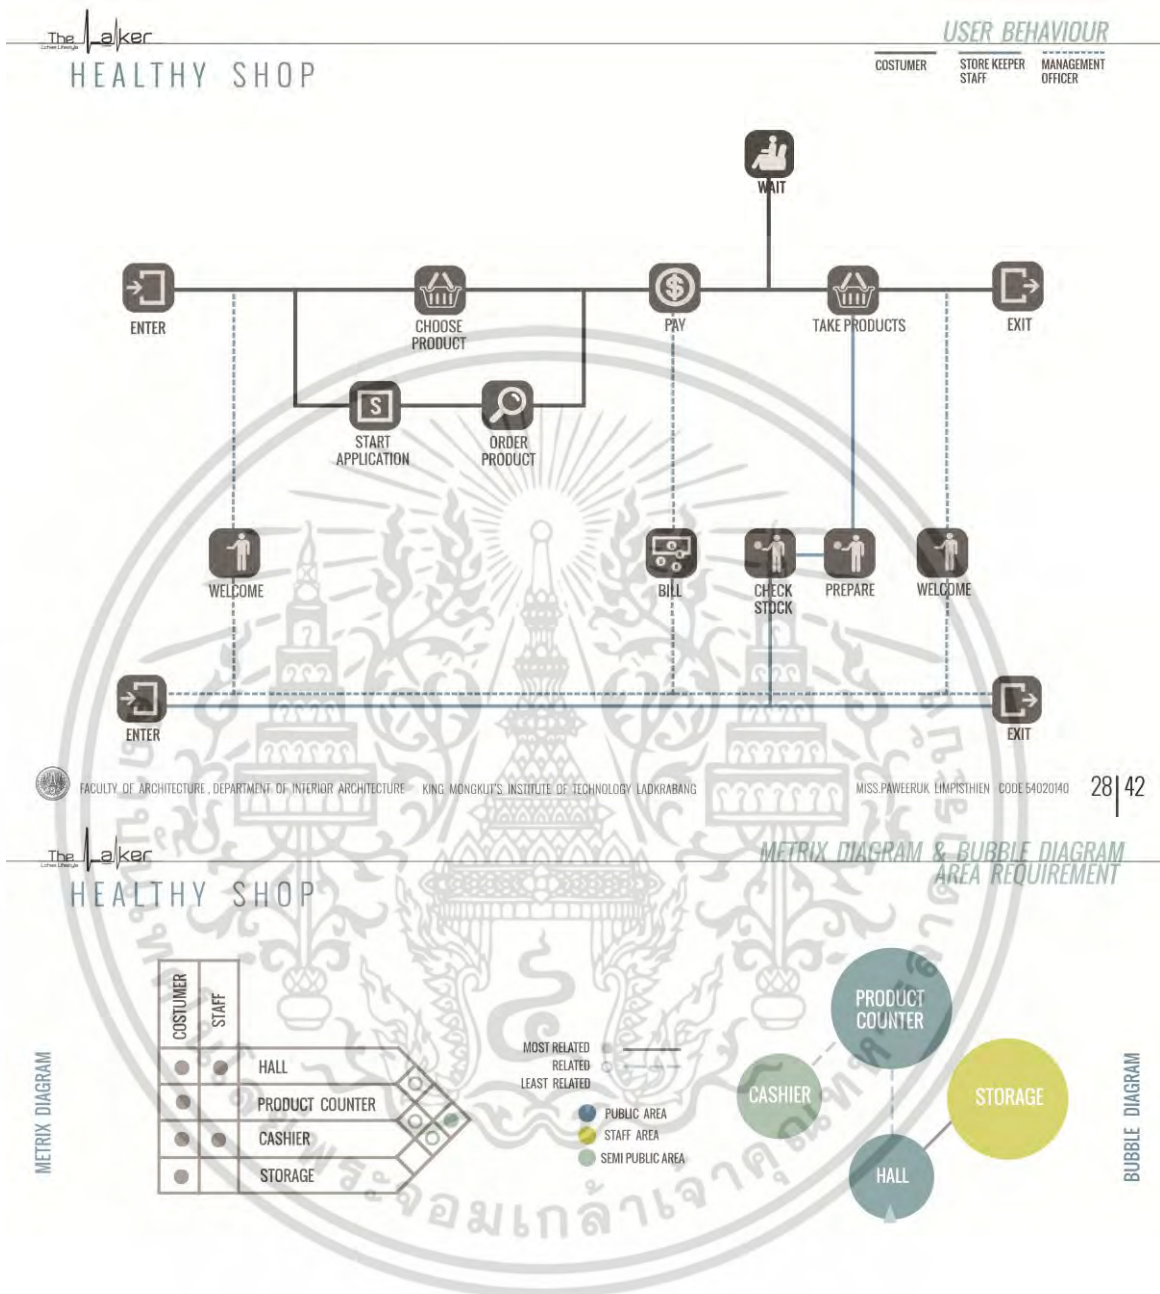 The Laker
USER BEHAVIOUR
HEALTHY SHOP
COSTUMER
STORE KEEPER
STAFF
MANAGEMENT
OFFICER
WAIT
ENTER
CHOOSE
PRODUCT
PAY
TAKE PRODUCTS
EXIT
S
START
APPLICATION
ORDER
PRODUCT
WELCOME
BILL
CHECK
STOCK
PREPARE
WELCOME
ENTER
EXIT
FACULTY OF ARCHITECTURE , DEPARTMENT OF INTERIOR ARCHITECTURE KING MONGKUT'S INSTITUTE OF TECHNOLOGY LADKRABANG
MISS.PAWEERUK LIMPISTHIEN CODE 54020140
28|42
The Laker
METRIX DIAGRAM & BUBBLE DIAGRAM
AREA REQUIREMENT
HEALTHY SHOP
METRIX DIAGRAM
COSTUMER
STAFF
HALL
PRODUCT COUNTER
CASHIER
STORAGE
MOST RELATED
RELATED
LEAST RELATED
PUBLIC AREA
STAFF AREA
SEMI PUBLIC AREA
PRODUCT
COUNTER
CASHIER
STORAGE
HALL
BUBBLE DIAGRAM